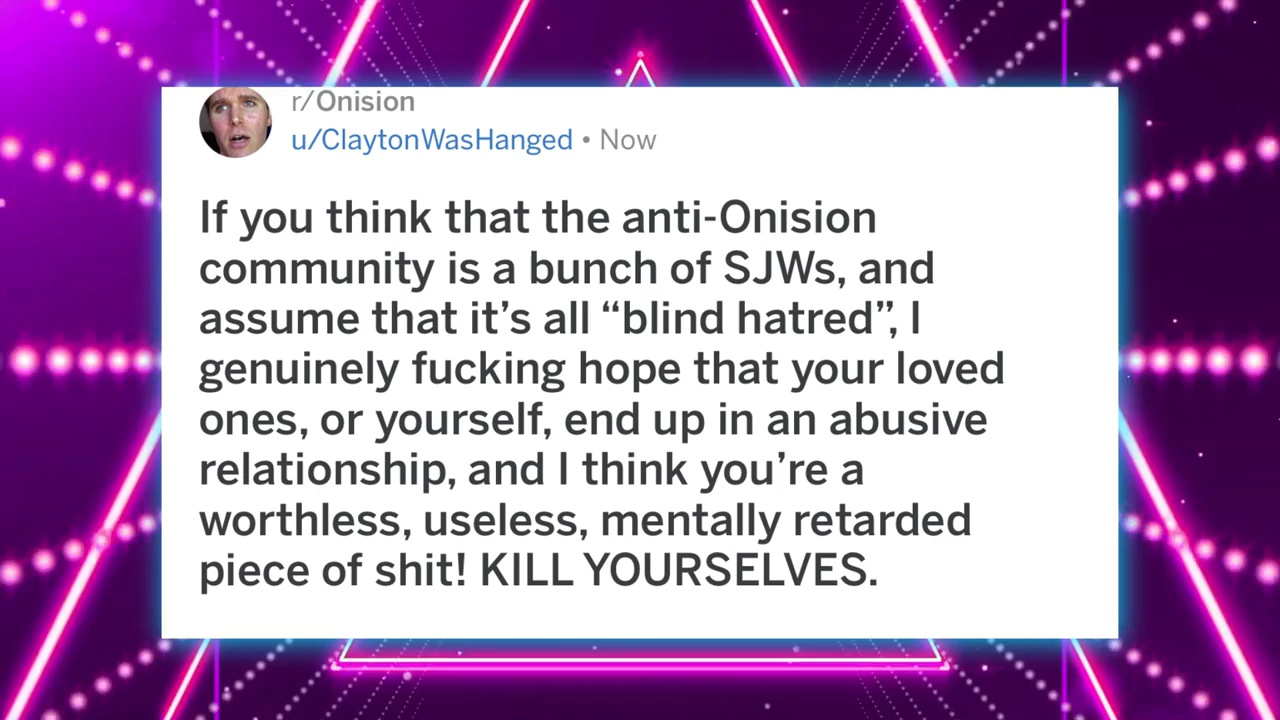 r/Onision
u/ClaytonWasHanged • Now
If you think that the anti-Onision
community is a bunch of SJWs, and
assume that it’s all “blind hatred”, I
genuinely fucking hope that your loved
ones, or yourself, end up in an abusive
relationship, and I think you’re a
worthless, useless, mentally retarded
piece of shit! KILL YOURSELVES.